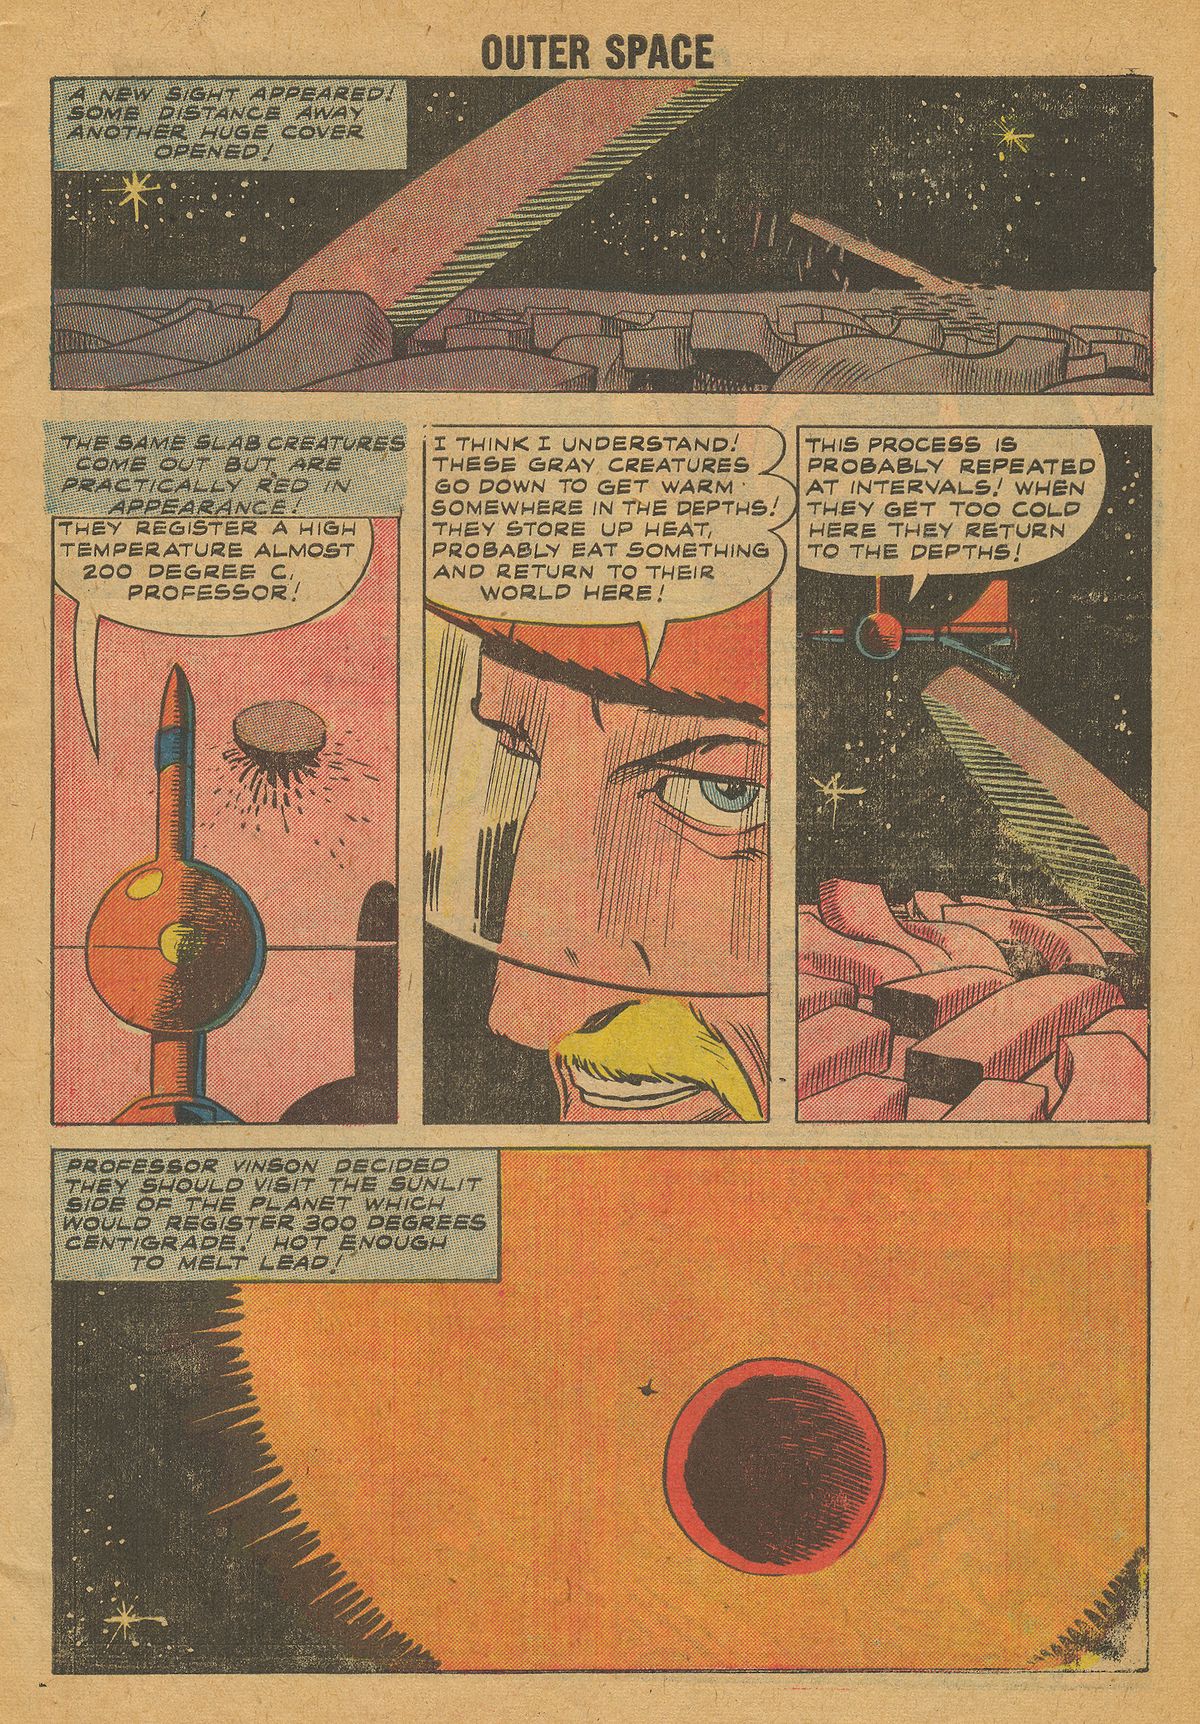 OUTER SPACE
A NEW SIGHT APPEARED!
SOME DISTANCE AWAY
ANOTHER HUGE COVER
OPENED!
THE SAME SLAB CREATURES
COME OUT BUT ARE
PRACTICALLY RED IN
APPEARANCE!
THEY REGISTER A HIGH
TEMPERATURE ALMOST
200 DEGREE C,
PROFESSOR!
I THINK I UNDERSTAND!
THESE GRAY CREATURES
GO DOWN TO GET WARM
SOMEWHERE IN THE DEPTHS!
THEY STORE UP HEAT,
PROBABLY EAT SOMETHING
AND RETURN TO THEIR
WORLD HERE!
THIS PROCESS IS
PROBABLY REPEATED
AT INTERVALS! WHEN
THEY GET TOO COLD
HERE THEY RETURN
TO THE DEPTHS!
PROFESSOR VINSON DECIDED
THEY SHOULD VISIT THE SUNLIT
SIDE OF THE PLANET WHICH
WOULD REGISTER 300 DEGREES
CENTIGRADE! HOT ENOUGH
TO MELT LEAD!